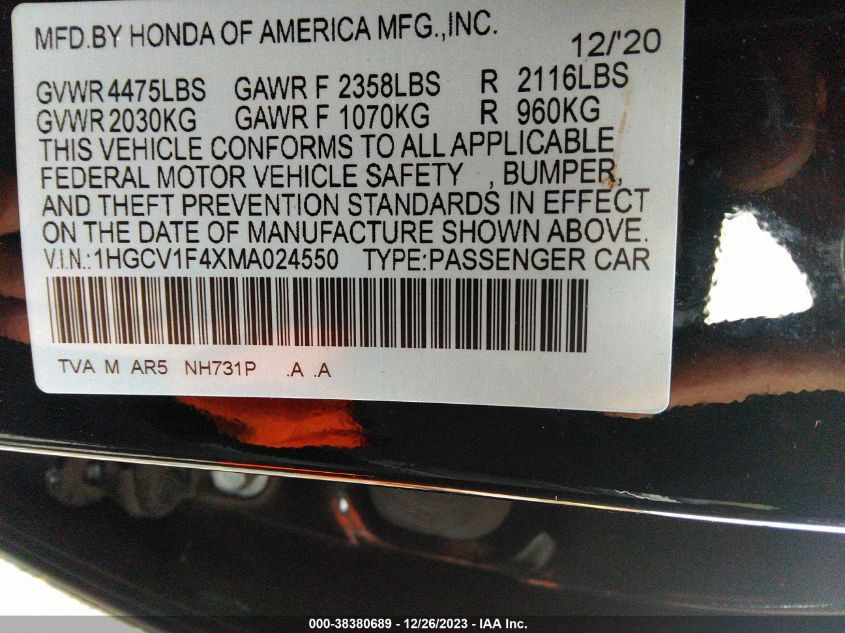 MFD.BY HONDA OF AMERICA MFG.,INC.
12/'20
GVWR 4475LBS GAWR F 2358LBS R 2116LBS
GVWR 2030KG GAWR F 1070KG R 960KG
THIS VEHICLE CONFORMS TO ALL APPLICABLE
FEDERAL MOTOR VEHICLE SAFETY , BUMPER,
AND THEFT PREVENTION STANDARDS IN EFFECT
ON THE DATE OF MANUFACTURE SHOWN ABOVE.
V.I.N.:1HGCV1F4XMA024550 TYPE:PASSENGER CAR
TVA M AR5 NH731P .A .A
000-38380689 - 12/26/2023 - IAA Inc.